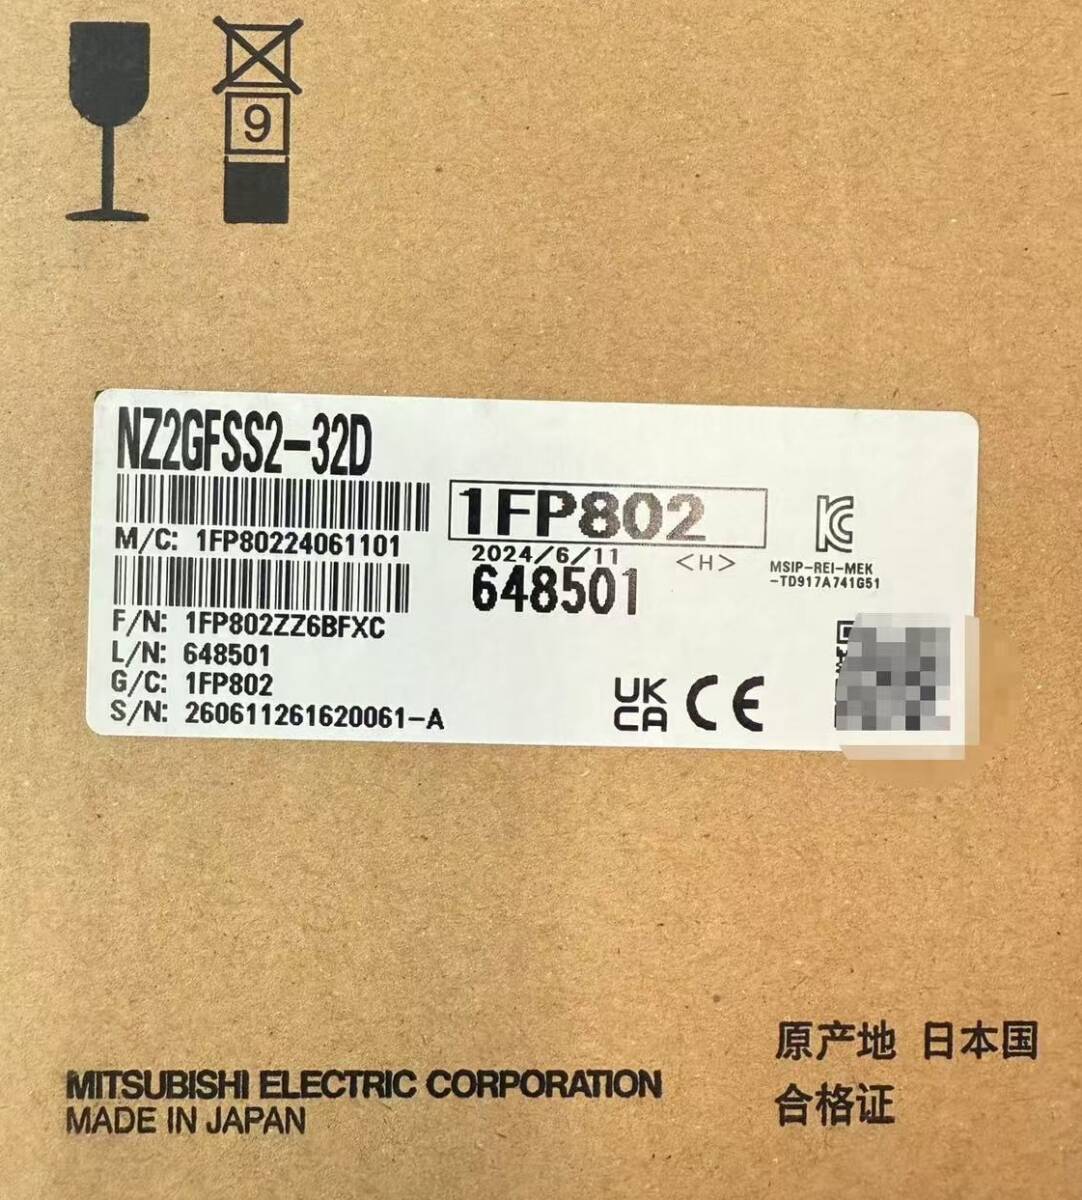 9
NZ2GFSS2-32D
M/C: 1FP80224061101
1FP802
2024/6/11 <H>
648501
MSIP-REI-MEK
-TD917A741G51
F/N: 1FP802ZZ6BFXC
L/N: 648501
G/C: 1FP802
S/N: 260611261620061-A
UK
CA
CE
原产地 日本国
合格证
MITSUBISHI ELECTRIC CORPORATION
MADE IN JAPAN